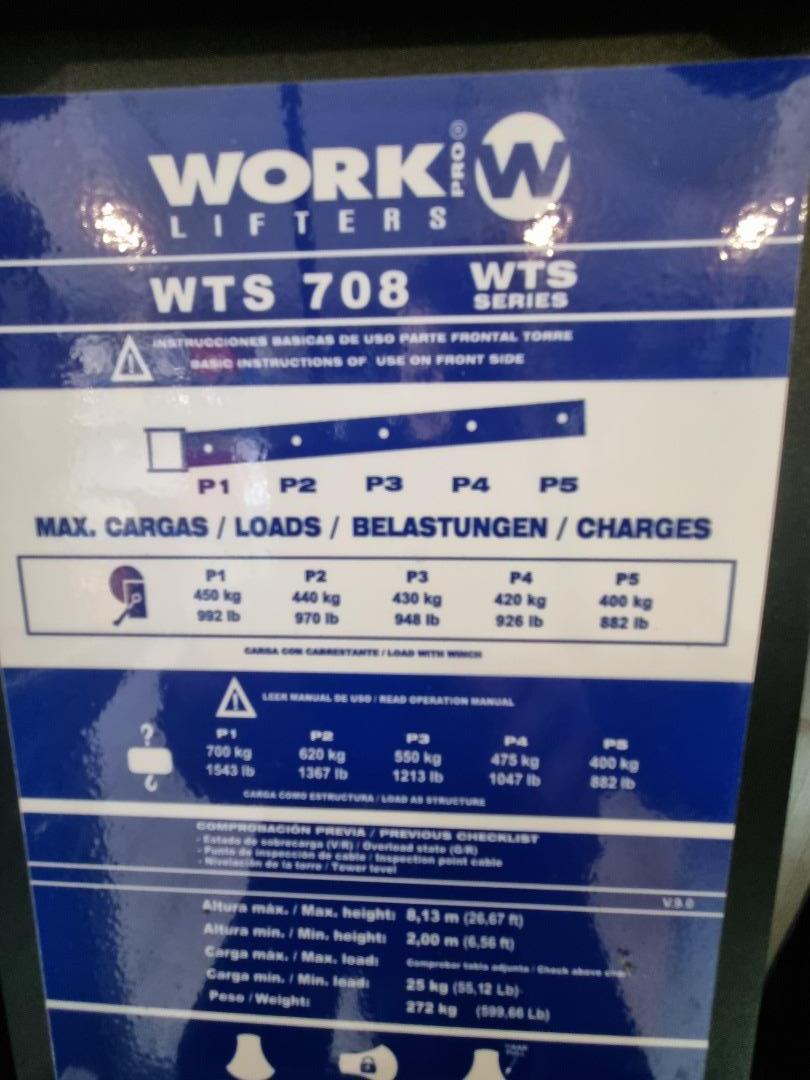 WORK PRO® W
LIFTERS
WTS 708 WTS
SERIES
INSTRUCCIONES BASICAS DE USO PARTE FRONTAL TORRE
BASIC INSTRUCTIONS OF USE ON FRONT SIDE
P1 P2 P3 P4 P5
MAX. CARGAS / LOADS / BELASTUNGEN / CHARGES
P1 P2 P3 P4 P5
450 kg 440 kg 430 kg 420 kg 400 kg
992 lb 970 lb 948 lb 926 lb 882 lb
CARGA CON CABRESTANTE / LOAD WITH WINCH
LEER MANUAL DE USO / READ OPERATION MANUAL
? P1 P2 P3 P4 P5
700 kg 620 kg 550 kg 475 kg 400 kg
1543 lb 1367 lb 1213 lb 1047 lb 882 lb
CARGA COMO ESTRUCTURA / LOAD AS STRUCTURE
COMPROBACIÓN PREVIA / PREVIOUS CHECKLIST
- Estado de sobrecarga (V/R) / Overload state (G/R)
- Punto de inspección de cable / Inspection point cable
- Nivelación de la torre / Tower level
V.9.0
Altura máx. / Max. height: 8,13 m (26,67 ft)
Altura min. / Min. height: 2,00 m (6,56 ft)
Carga máx. / Max. load: Comprobar tabla adjunta / Check above
Carga min. / Min. load: 25 kg (55,12 Lb)
Peso / Weight: 272 kg (599,66 Lb)